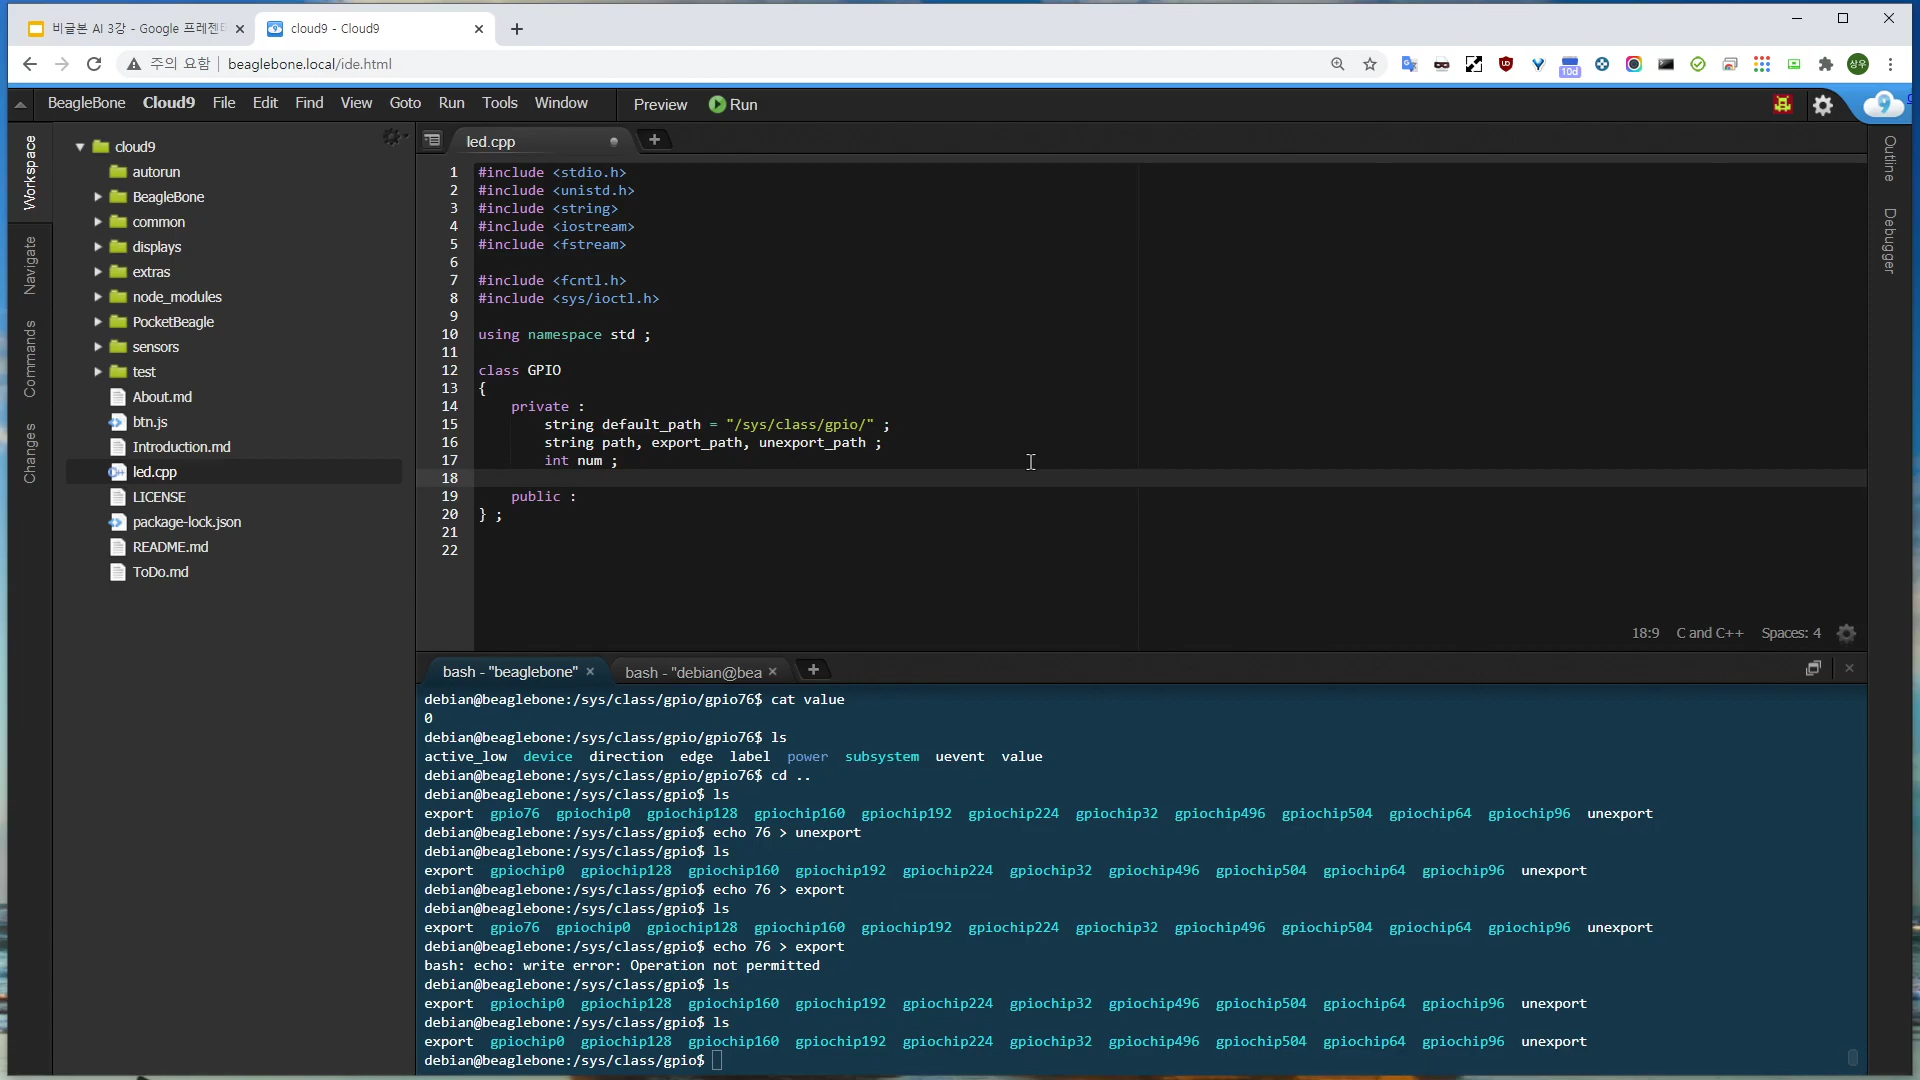 비글본 AI 3강 - Google 프레젠테
cloud9 - Cloud9
주의 요함
beaglebone.local/ide.html
10d
상우
BeagleBone Cloud9 File Edit Find View Goto Run Tools Window Preview Run
Workspace
Navigate
Commands
Changes
cloud9
autorun
BeagleBone
common
displays
extras
node_modules
PocketBeagle
sensors
test
About.md
btn.js
Introduction.md
led.cpp
LICENSE
package-lock.json
README.md
ToDo.md
led.cpp
1 #include <stdio.h>
2 #include <unistd.h>
3 #include <string>
4 #include <iostream>
5 #include <fstream>
6
7 #include <fcntl.h>
8 #include <sys/ioctl.h>
9
10 using namespace std ;
11
12 class GPIO
13 {
14 private :
15 string default_path = "/sys/class/gpio/" ;
16 string path, export_path, unexport_path ;
17 int num ;
18
19 public :
20 } ;
21
22
18:9 C and C++ Spaces: 4
Outline
Debugger
bash - "beaglebone" bash - "debian@bea
debian@beaglebone:/sys/class/gpio/gpio76$ cat value
0
debian@beaglebone:/sys/class/gpio/gpio76$ ls
active_low device direction edge label power subsystem uevent value
debian@beaglebone:/sys/class/gpio/gpio76$ cd ..
debian@beaglebone:/sys/class/gpio$ ls
export gpio76 gpiochip0 gpiochip128 gpiochip160 gpiochip192 gpiochip224 gpiochip32 gpiochip496 gpiochip504 gpiochip64 gpiochip96 unexport
debian@beaglebone:/sys/class/gpio$ echo 76 > unexport
debian@beaglebone:/sys/class/gpio$ ls
export gpiochip0 gpiochip128 gpiochip160 gpiochip192 gpiochip224 gpiochip32 gpiochip496 gpiochip504 gpiochip64 gpiochip96 unexport
debian@beaglebone:/sys/class/gpio$ echo 76 > export
debian@beaglebone:/sys/class/gpio$ ls
export gpio76 gpiochip0 gpiochip128 gpiochip160 gpiochip192 gpiochip224 gpiochip32 gpiochip496 gpiochip504 gpiochip64 gpiochip96 unexport
debian@beaglebone:/sys/class/gpio$ echo 76 > export
bash: echo: write error: Operation not permitted
debian@beaglebone:/sys/class/gpio$ ls
export gpiochip0 gpiochip128 gpiochip160 gpiochip192 gpiochip224 gpiochip32 gpiochip496 gpiochip504 gpiochip64 gpiochip96 unexport
debian@beaglebone:/sys/class/gpio$ ls
export gpiochip0 gpiochip128 gpiochip160 gpiochip192 gpiochip224 gpiochip32 gpiochip496 gpiochip504 gpiochip64 gpiochip96 unexport
debian@beaglebone:/sys/class/gpio$